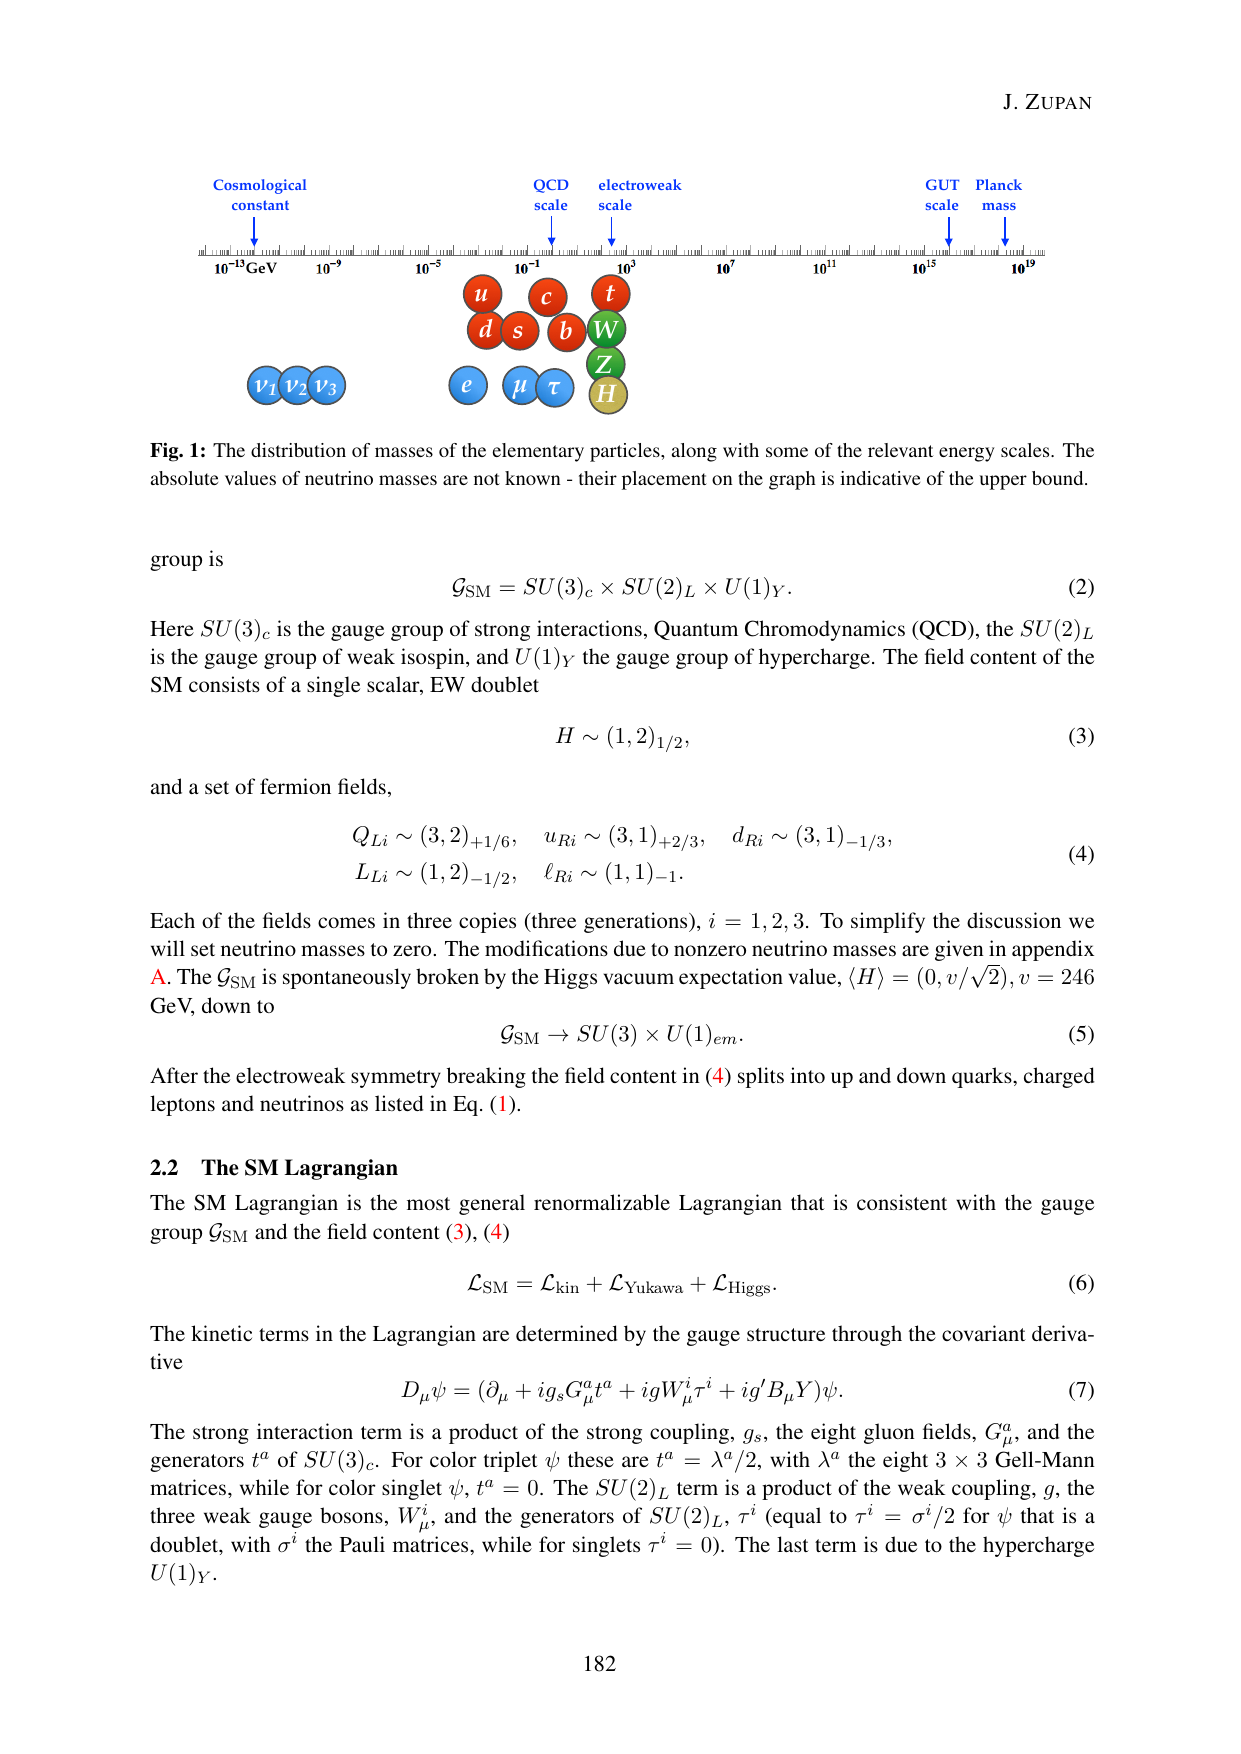 J. ZUPAN
Cosmological constant
QCD scale
electroweak scale
GUT scale
Planck mass
10⁻¹³GeV 10⁻⁹ 10⁻⁵ 10⁻¹ 10³ 10⁷ 10¹¹ 10¹⁵ 10¹⁹
u c t
d s b W
Z
ν₁ ν₂ ν₃ e μ τ H
Fig. 1: The distribution of masses of the elementary particles, along with some of the relevant energy scales. The
absolute values of neutrino masses are not known - their placement on the graph is indicative of the upper bound.
group is
𝒢_SM = SU(3)_c × SU(2)_L × U(1)_Y. (2)
Here SU(3)_c is the gauge group of strong interactions, Quantum Chromodynamics (QCD), the SU(2)_L
is the gauge group of weak isospin, and U(1)_Y the gauge group of hypercharge. The field content of the
SM consists of a single scalar, EW doublet
H ∼ (1, 2)_{1/2}, (3)
and a set of fermion fields,
Q_{Li} ∼ (3, 2)_{+1/6}, u_{Ri} ∼ (3, 1)_{+2/3}, d_{Ri} ∼ (3, 1)_{−1/3},
L_{Li} ∼ (1, 2)_{−1/2}, ℓ_{Ri} ∼ (1, 1)_{−1}. (4)
Each of the fields comes in three copies (three generations), i = 1, 2, 3. To simplify the discussion we
will set neutrino masses to zero. The modifications due to nonzero neutrino masses are given in appendix
A. The 𝒢_SM is spontaneously broken by the Higgs vacuum expectation value, ⟨H⟩ = (0, v/√2), v = 246
GeV, down to
𝒢_SM → SU(3) × U(1)_{em}. (5)
After the electroweak symmetry breaking the field content in (4) splits into up and down quarks, charged
leptons and neutrinos as listed in Eq. (1).
2.2 The SM Lagrangian
The SM Lagrangian is the most general renormalizable Lagrangian that is consistent with the gauge
group 𝒢_SM and the field content (3), (4)
ℒ_SM = ℒ_kin + ℒ_Yukawa + ℒ_Higgs. (6)
The kinetic terms in the Lagrangian are determined by the gauge structure through the covariant deriva-
tive
D_μψ = (∂_μ + ig_sG^a_μt^a + igW^i_μτ^i + ig′B_μY)ψ. (7)
The strong interaction term is a product of the strong coupling, g_s, the eight gluon fields, G^a_μ, and the
generators t^a of SU(3)_c. For color triplet ψ these are t^a = λ^a/2, with λ^a the eight 3 × 3 Gell-Mann
matrices, while for color singlet ψ, t^a = 0. The SU(2)_L term is a product of the weak coupling, g, the
three weak gauge bosons, W^i_μ, and the generators of SU(2)_L, τ^i (equal to τ^i = σ^i/2 for ψ that is a
doublet, with σ^i the Pauli matrices, while for singlets τ^i = 0). The last term is due to the hypercharge
U(1)_Y.
182